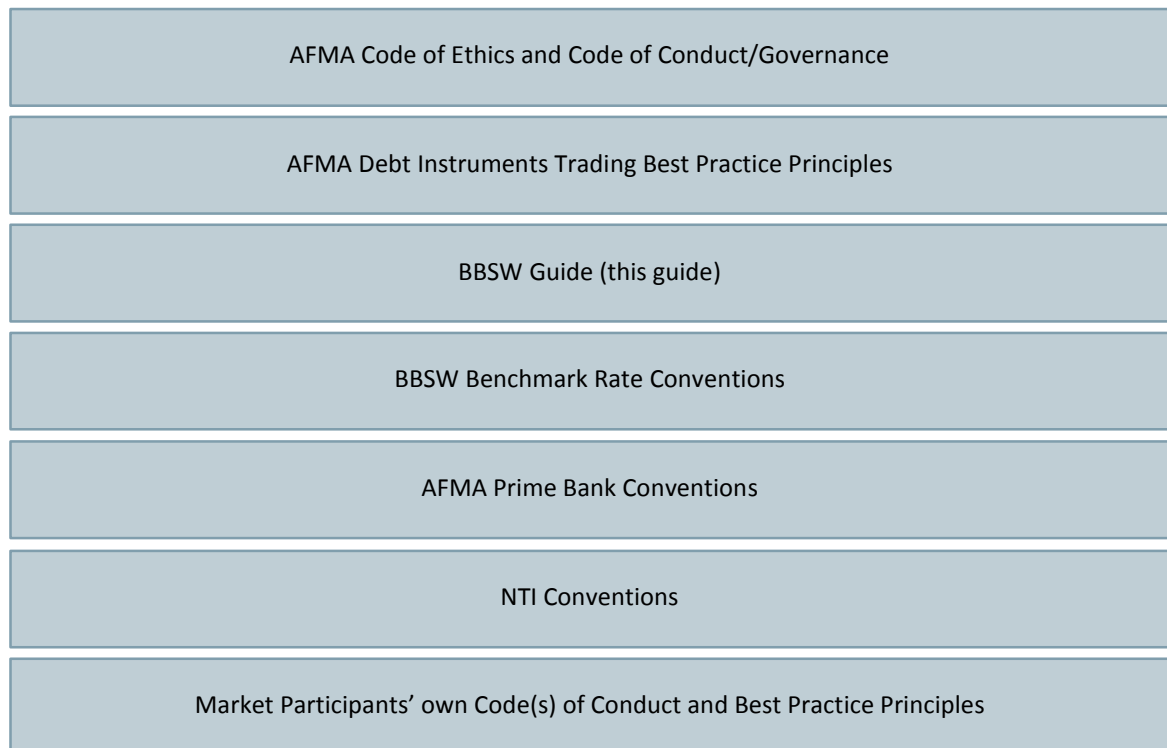 AFMA Code of Ethics and Code of Conduct/Governance
AFMA Debt Instruments Trading Best Practice Principles
BBSW Guide (this guide)
BBSW Benchmark Rate Conventions
AFMA Prime Bank Conventions
NTI Conventions
Market Participants’ own Code(s) of Conduct and Best Practice Principles